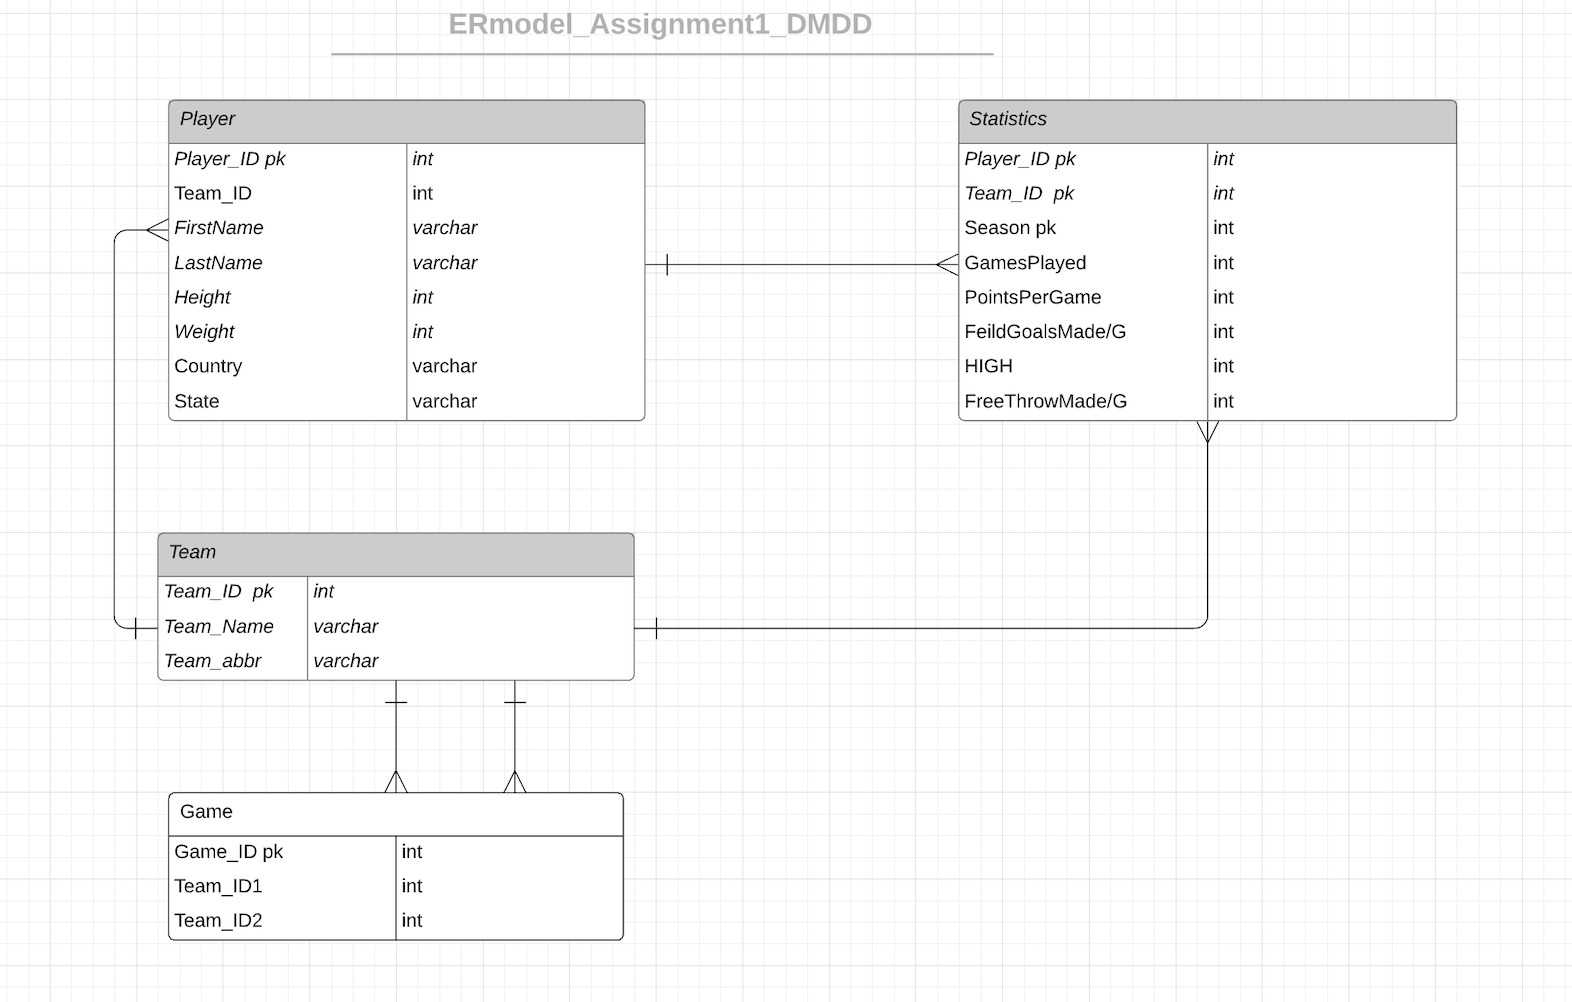 ERmodel_Assignment1_DMDD
Player
Player_ID pk int
Team_ID int
FirstName varchar
LastName varchar
Height int
Weight int
Country varchar
State varchar
Statistics
Player_ID pk int
Team_ID pk int
Season pk int
GamesPlayed int
PointsPerGame int
FeildGoalsMade/G int
HIGH int
FreeThrowMade/G int
Team
Team_ID pk int
Team_Name varchar
Team_abbr varchar
Game
Game_ID pk int
Team_ID1 int
Team_ID2 int